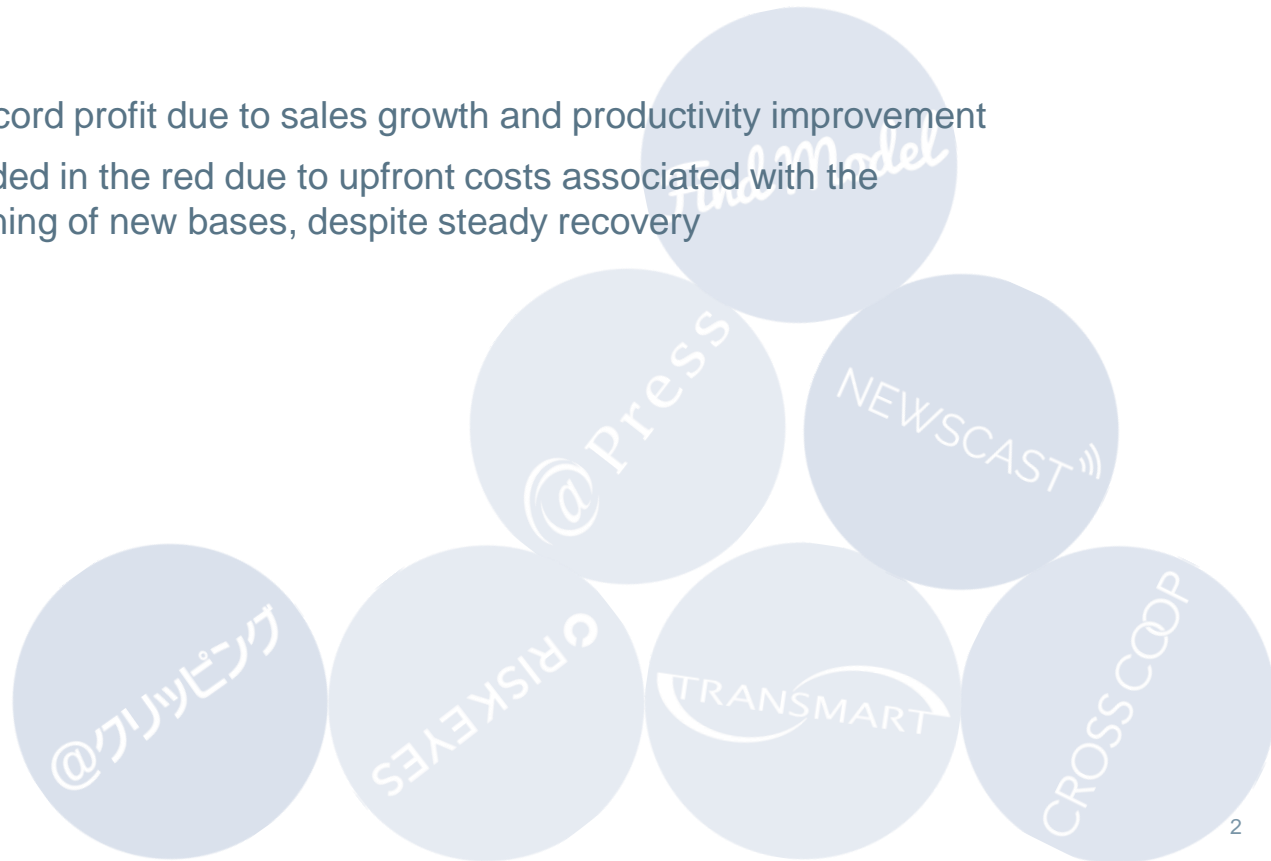 cord profit due to sales growth and productivity improvement
ded in the red due to upfront costs associated with the
ning of new bases, despite steady recovery
Find Model
@Press
NEWSCAST
@クリッピング
RISK EYES
TRANSMART
CROSS COOP
2